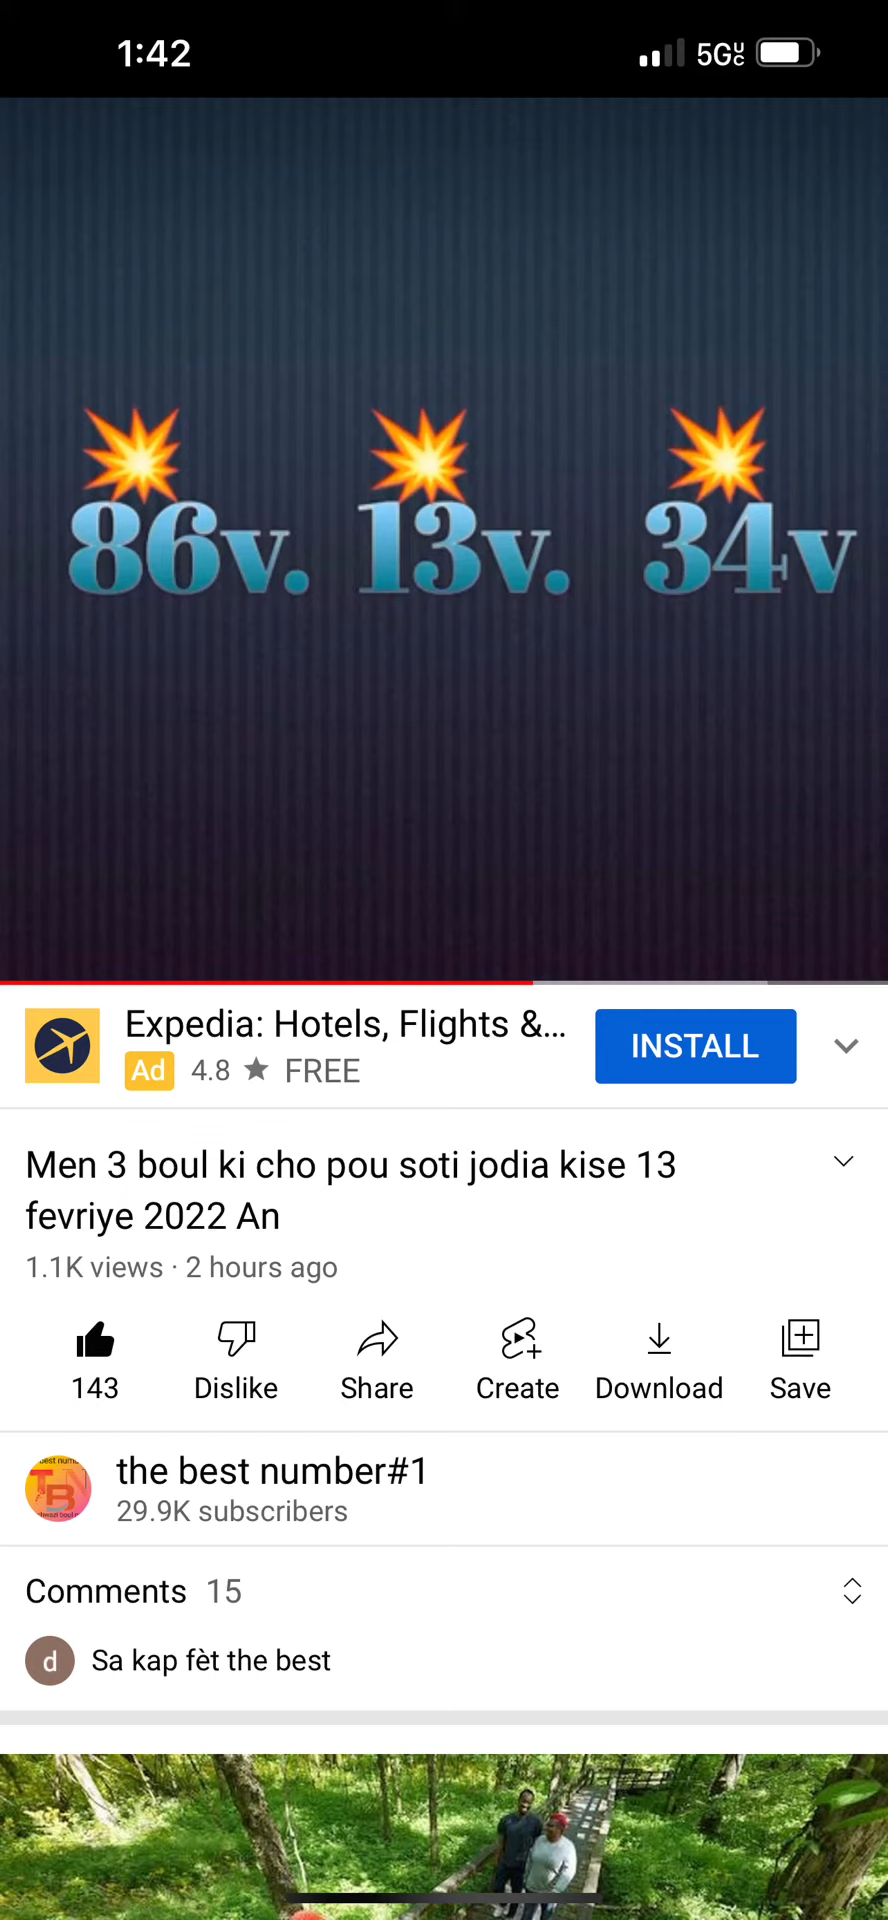 1:42
5G UC
86v. 13v. 34v
Expedia: Hotels, Flights &...
Ad 4.8 ★ FREE
INSTALL
Men 3 boul ki cho pou soti jodia kise 13
fevriye 2022 An
1.1K views · 2 hours ago
143 Dislike Share Create Download Save
TBN
the best number#1
29.9K subscribers
Comments 15
d Sa kap fèt the best